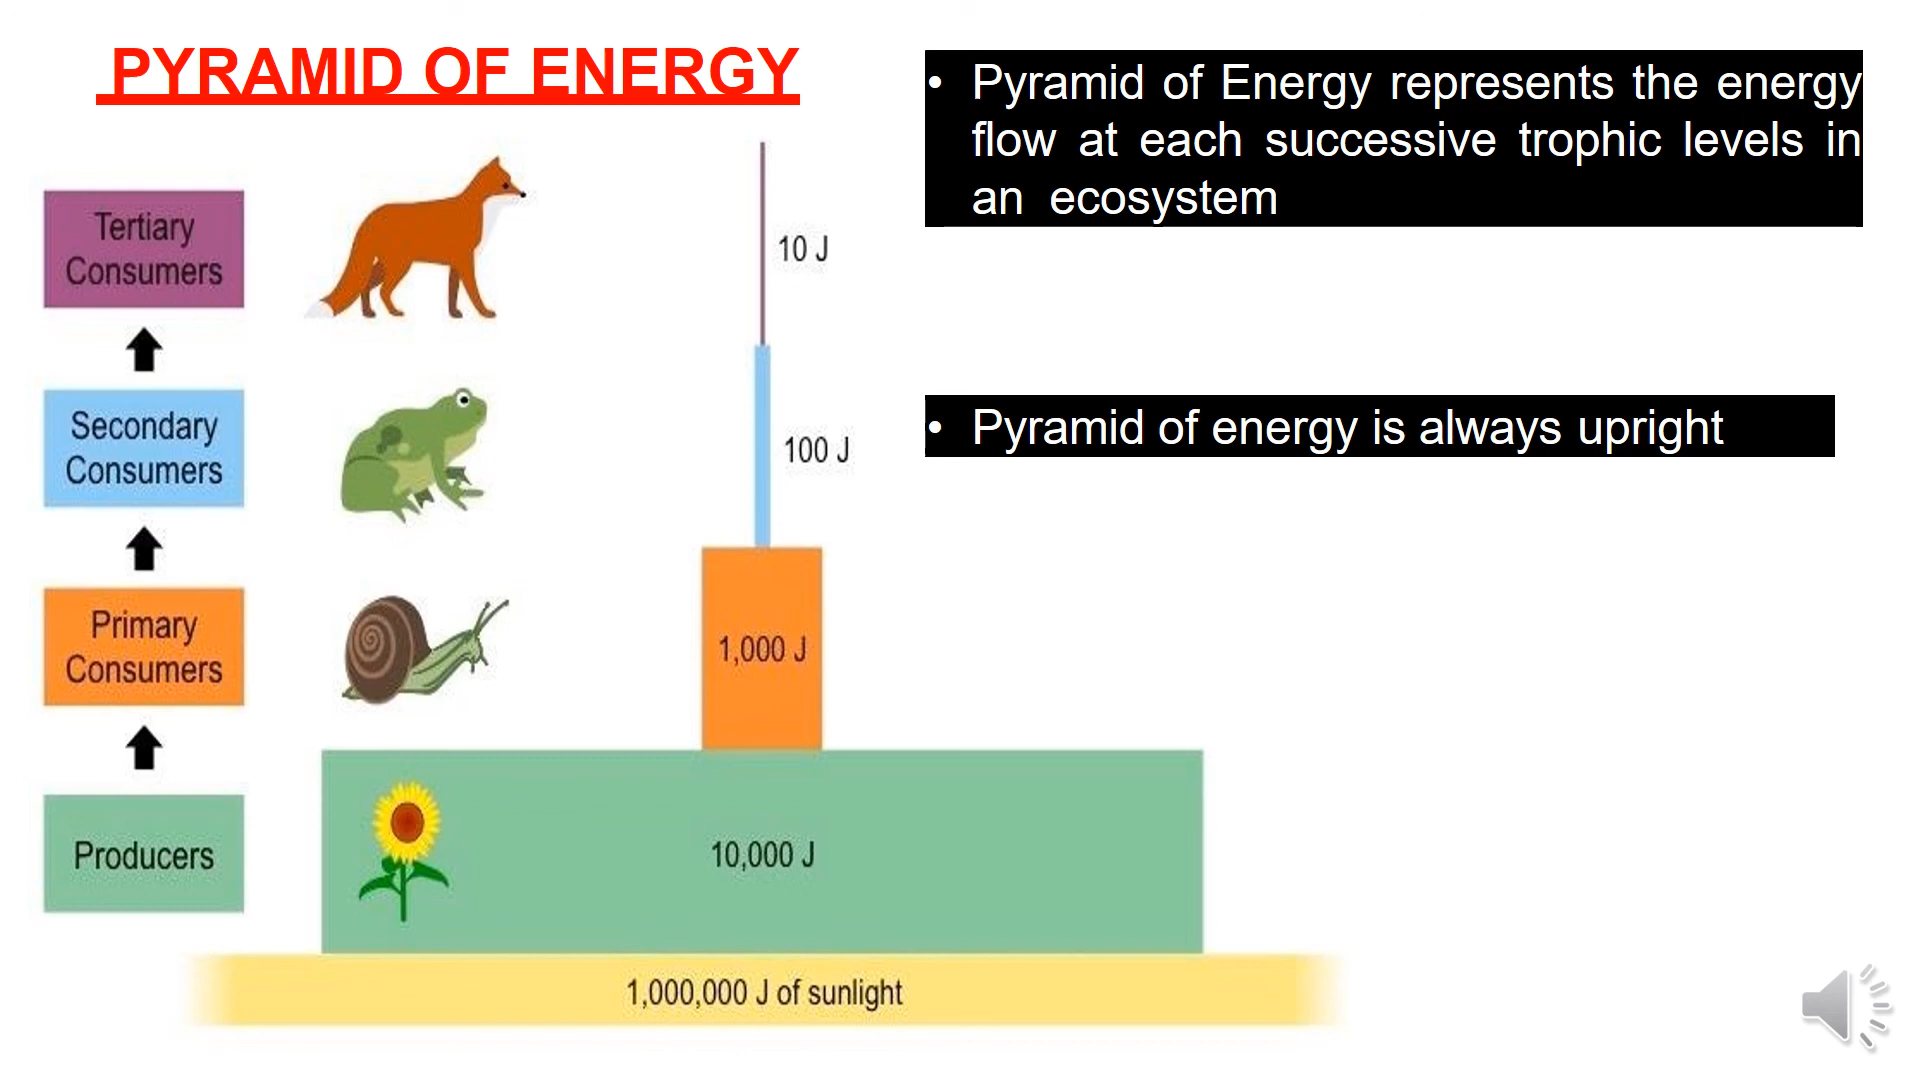 PYRAMID OF ENERGY
• Pyramid of Energy represents the energy
flow at each successive trophic levels in
an ecosystem
• Pyramid of energy is always upright
Tertiary
Consumers
10 J
Secondary
Consumers
100 J
Primary
Consumers
1,000 J
Producers
10,000 J
1,000,000 J of sunlight